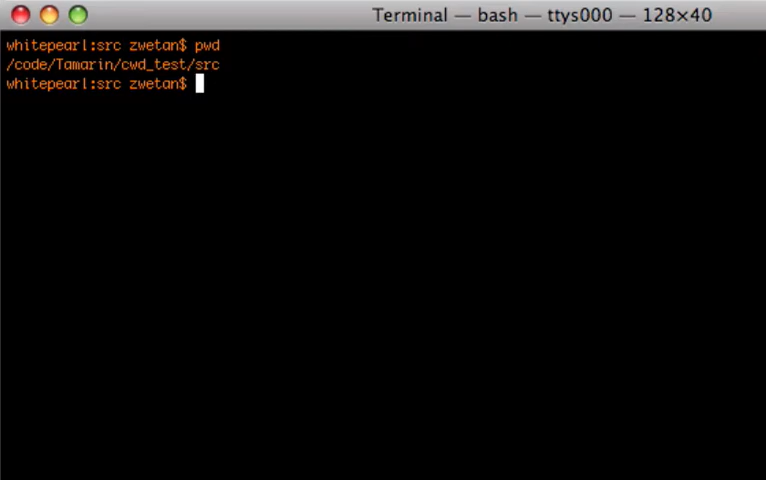 Terminal — bash — ttys000 — 128×40
whitepearl:src zwetan$ pwd
/code/Tamarin/cwd_test/src
whitepearl:src zwetan$